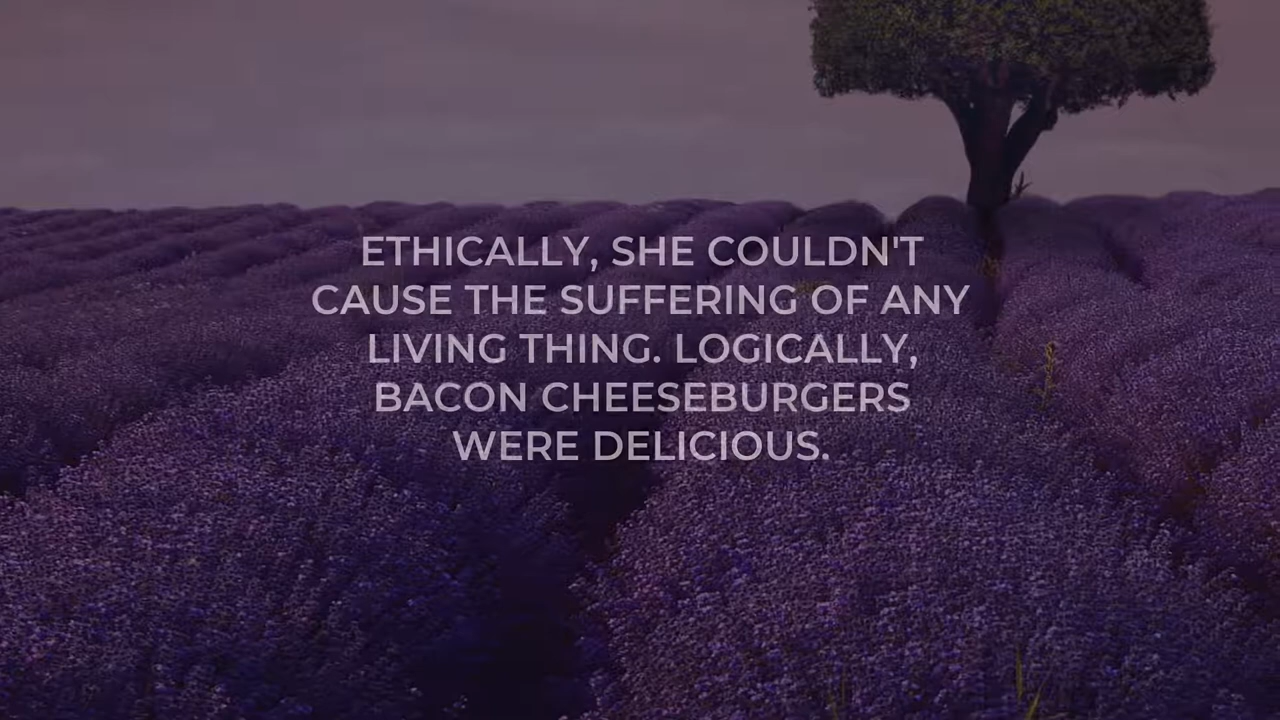 ETHICALLY, SHE COULDN'T
CAUSE THE SUFFERING OF ANY
LIVING THING. LOGICALLY,
BACON CHEESEBURGERS
WERE DELICIOUS.